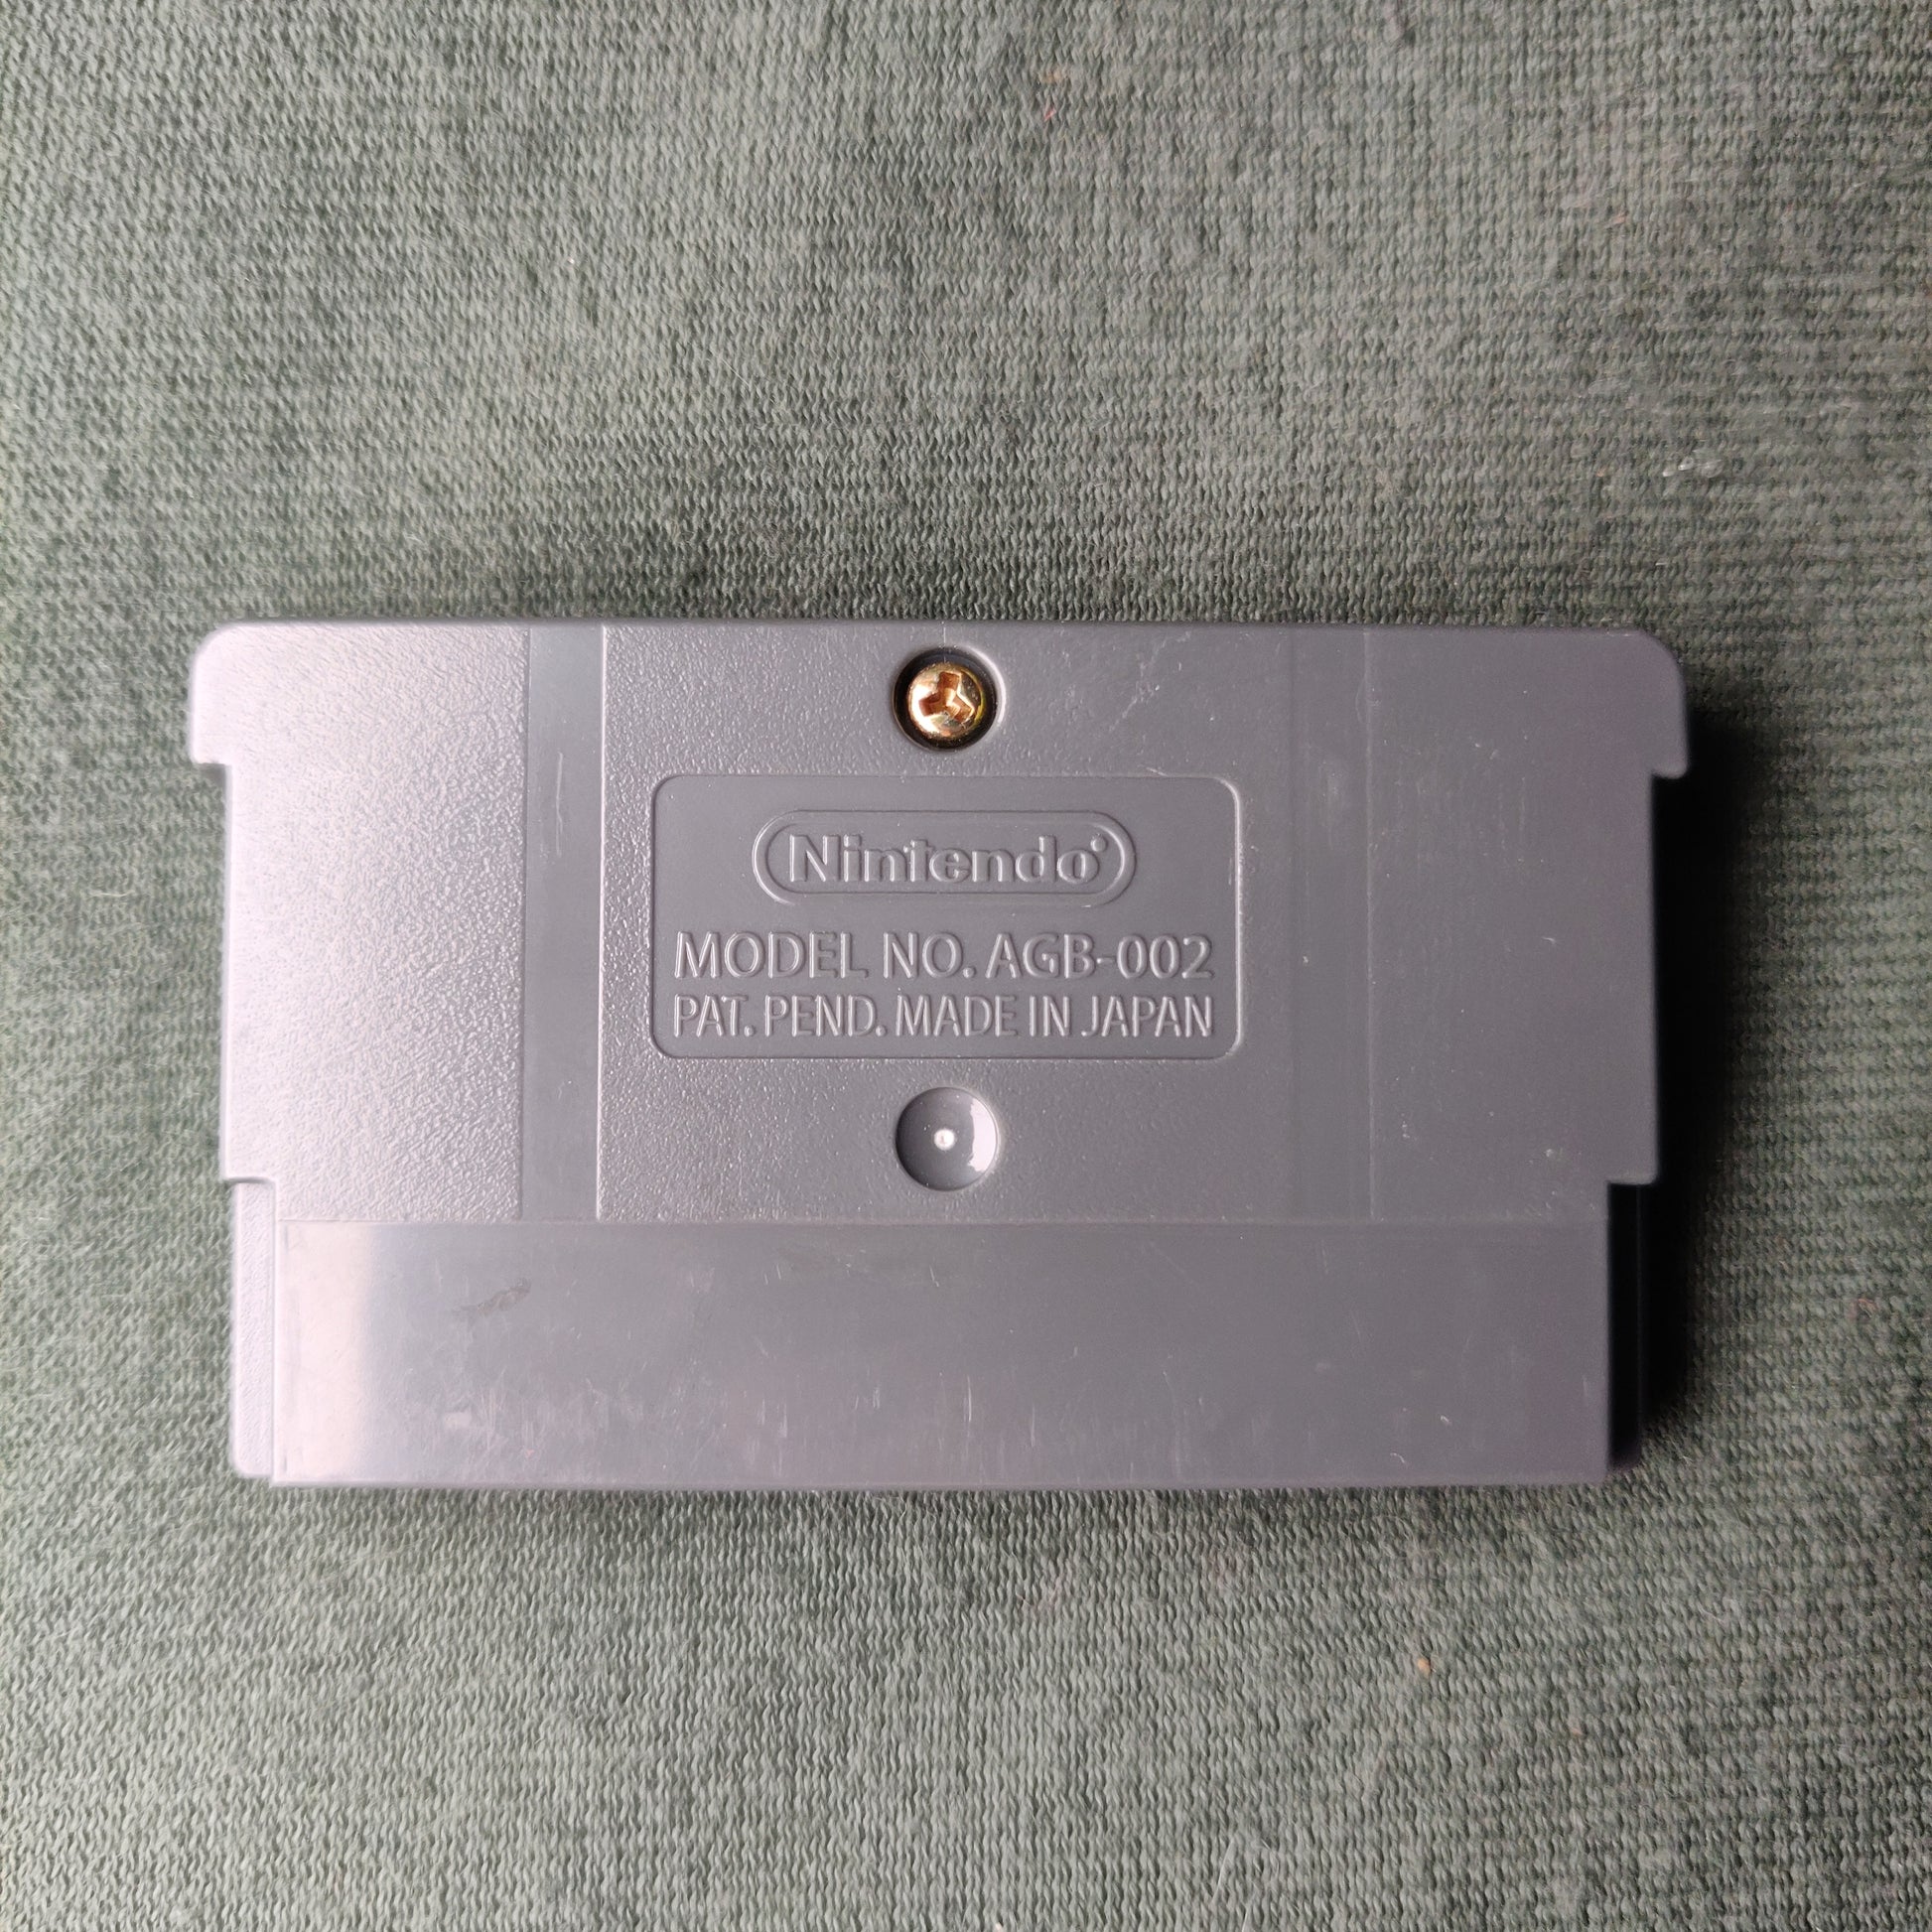 Nintendo
MODEL NO. AGB-002
PAT. PEND. MADE IN JAPAN